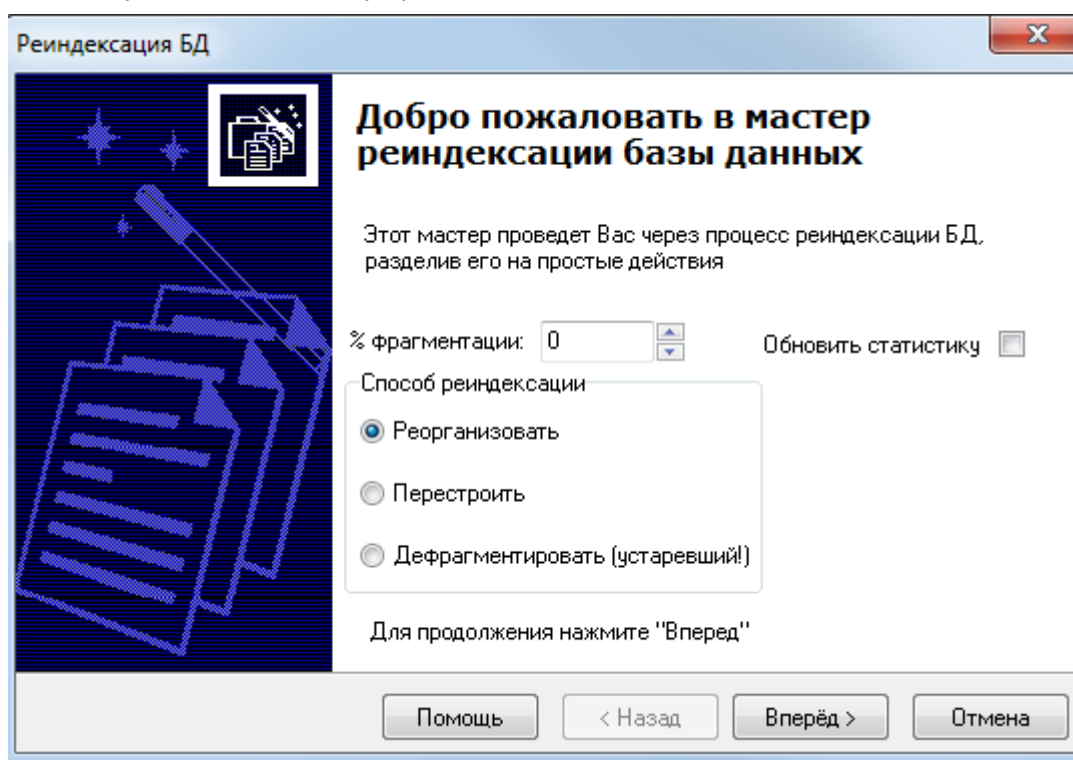 Реиндексация БД
Добро пожаловать в мастер
реиндексации базы данных
Этот мастер проведет Вас через процесс реиндексации БД,
разделив его на простые действия
% фрагментации: 0 Обновить статистику
Способ реиндексации
Реорганизовать
Перестроить
Дефрагментировать (устаревший!)
Для продолжения нажмите "Вперед"
Помощь < Назад Вперёд > Отмена